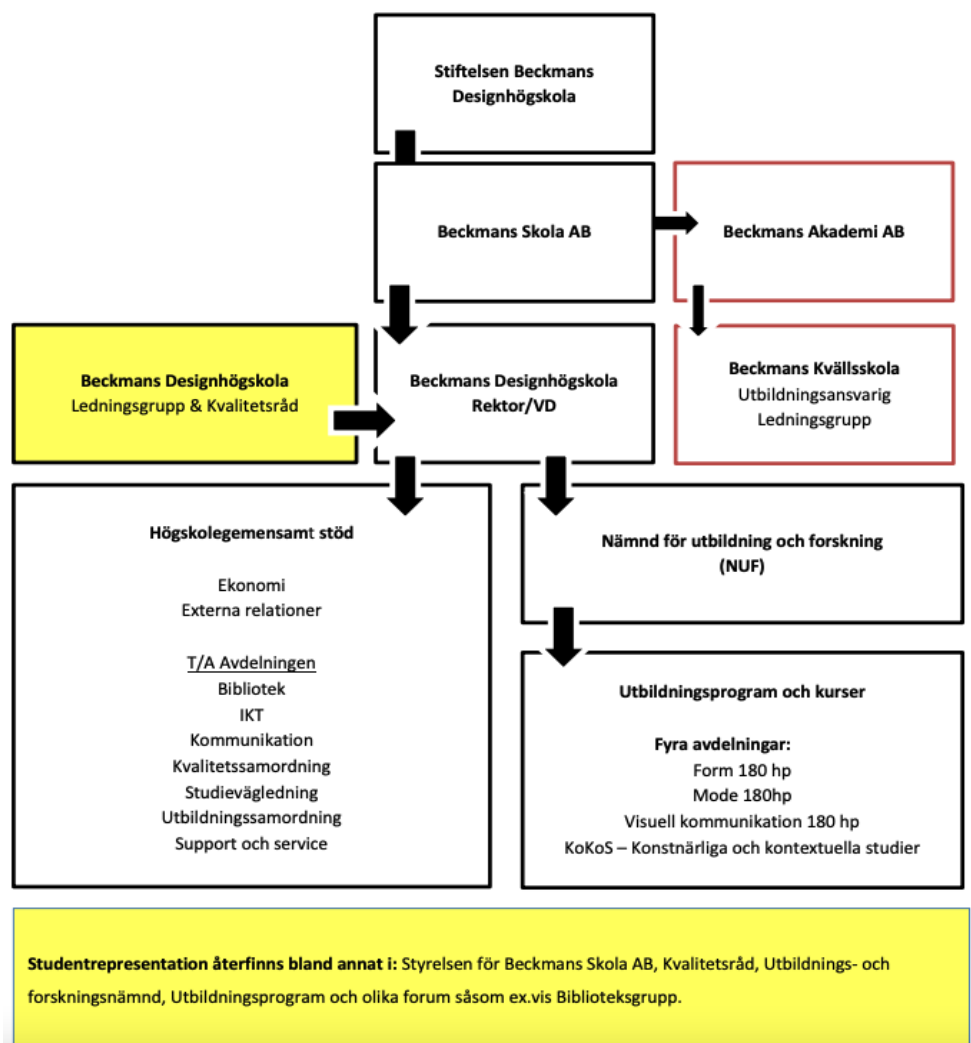 Stiftelsen Beckmans
Designhögskola
Beckmans Skola AB
Beckmans Akademi AB
Beckmans Designhögskola
Ledningsgrupp & Kvalitetsråd
Beckmans Designhögskola
Rektor/VD
Beckmans Kvällsskola
Utbildningsansvarig
Ledningsgrupp
Högskolegemensamt stöd
Ekonomi
Externa relationer
T/A Avdelningen
Bibliotek
IKT
Kommunikation
Kvalitetssamordning
Studievägledning
Utbildningssamordning
Support och service
Nämnd för utbildning och forskning
(NUF)
Utbildningsprogram och kurser
Fyra avdelningar:
Form 180 hp
Mode 180hp
Visuell kommunikation 180 hp
KoKoS – Konstnärliga och kontextuella studier
Studentrepresentation återfinns bland annat i: Styrelsen för Beckmans Skola AB, Kvalitetsråd, Utbildnings- och
forskningsnämnd, Utbildningsprogram och olika forum såsom ex.vis Biblioteksgrupp.